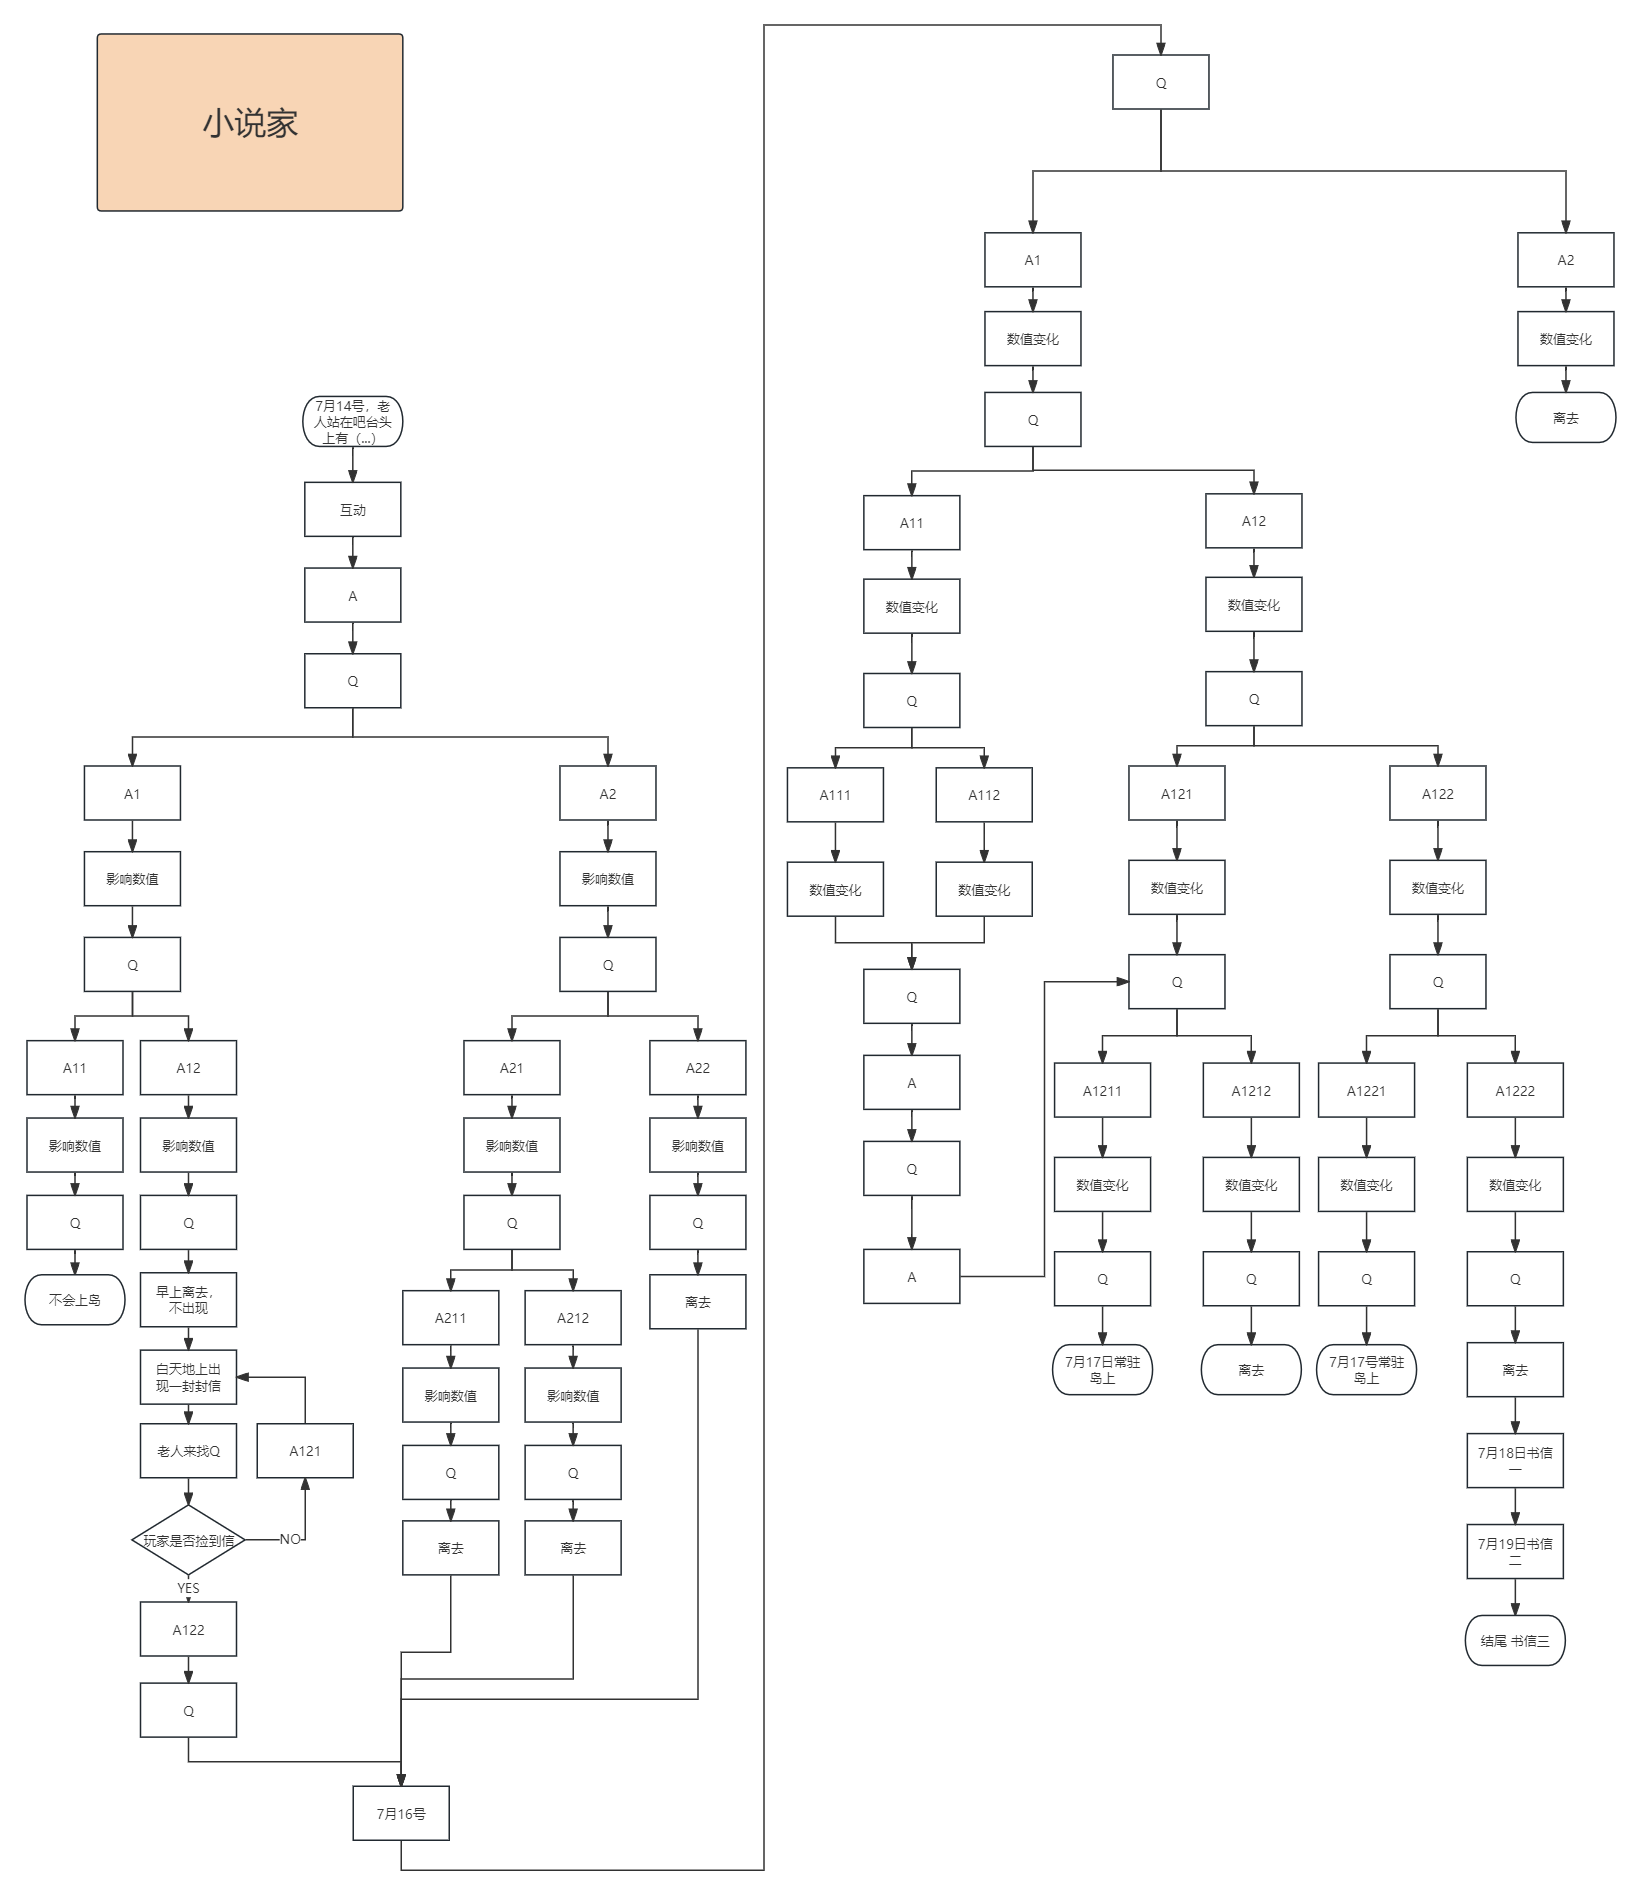 小说家
7月14号，老
人站在吧台头
上有（...）
互动
A
Q
A1
A2
影响数值
影响数值
Q
Q
A11
A12
A21
A22
影响数值
影响数值
影响数值
影响数值
Q
Q
Q
Q
不会上岛
早上离去，
不出现
A211
A212
离去
白天地上出
现一封封信
影响数值
影响数值
老人来找Q
A121
Q
Q
玩家是否捡到信
NO
离去
离去
YES
A122
Q
7月16号
Q
A1
A2
数值变化
数值变化
Q
离去
A11
A12
数值变化
数值变化
Q
Q
A111
A112
A121
A122
数值变化
数值变化
数值变化
数值变化
Q
Q
Q
A
A1211
A1212
A1221
A1222
Q
数值变化
数值变化
数值变化
数值变化
A
Q
Q
Q
Q
7月17日常驻
岛上
离去
7月17号常驻
岛上
离去
7月18日书信
一
7月19日书信
二
结尾 书信三